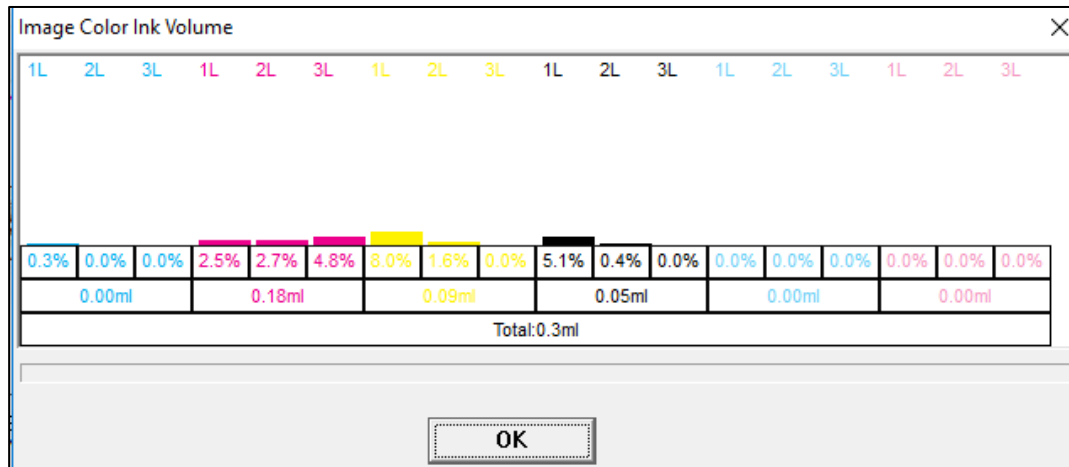 Image Color Ink Volume
1L 2L 3L 1L 2L 3L 1L 2L 3L 1L 2L 3L 1L 2L 3L 1L 2L 3L
0.3% 0.0% 0.0% 2.5% 2.7% 4.8% 8.0% 1.6% 0.0% 5.1% 0.4% 0.0% 0.0% 0.0% 0.0% 0.0% 0.0% 0.0%
0.00ml 0.18ml 0.09ml 0.05ml 0.00ml 0.00ml
Total:0.3ml
OK